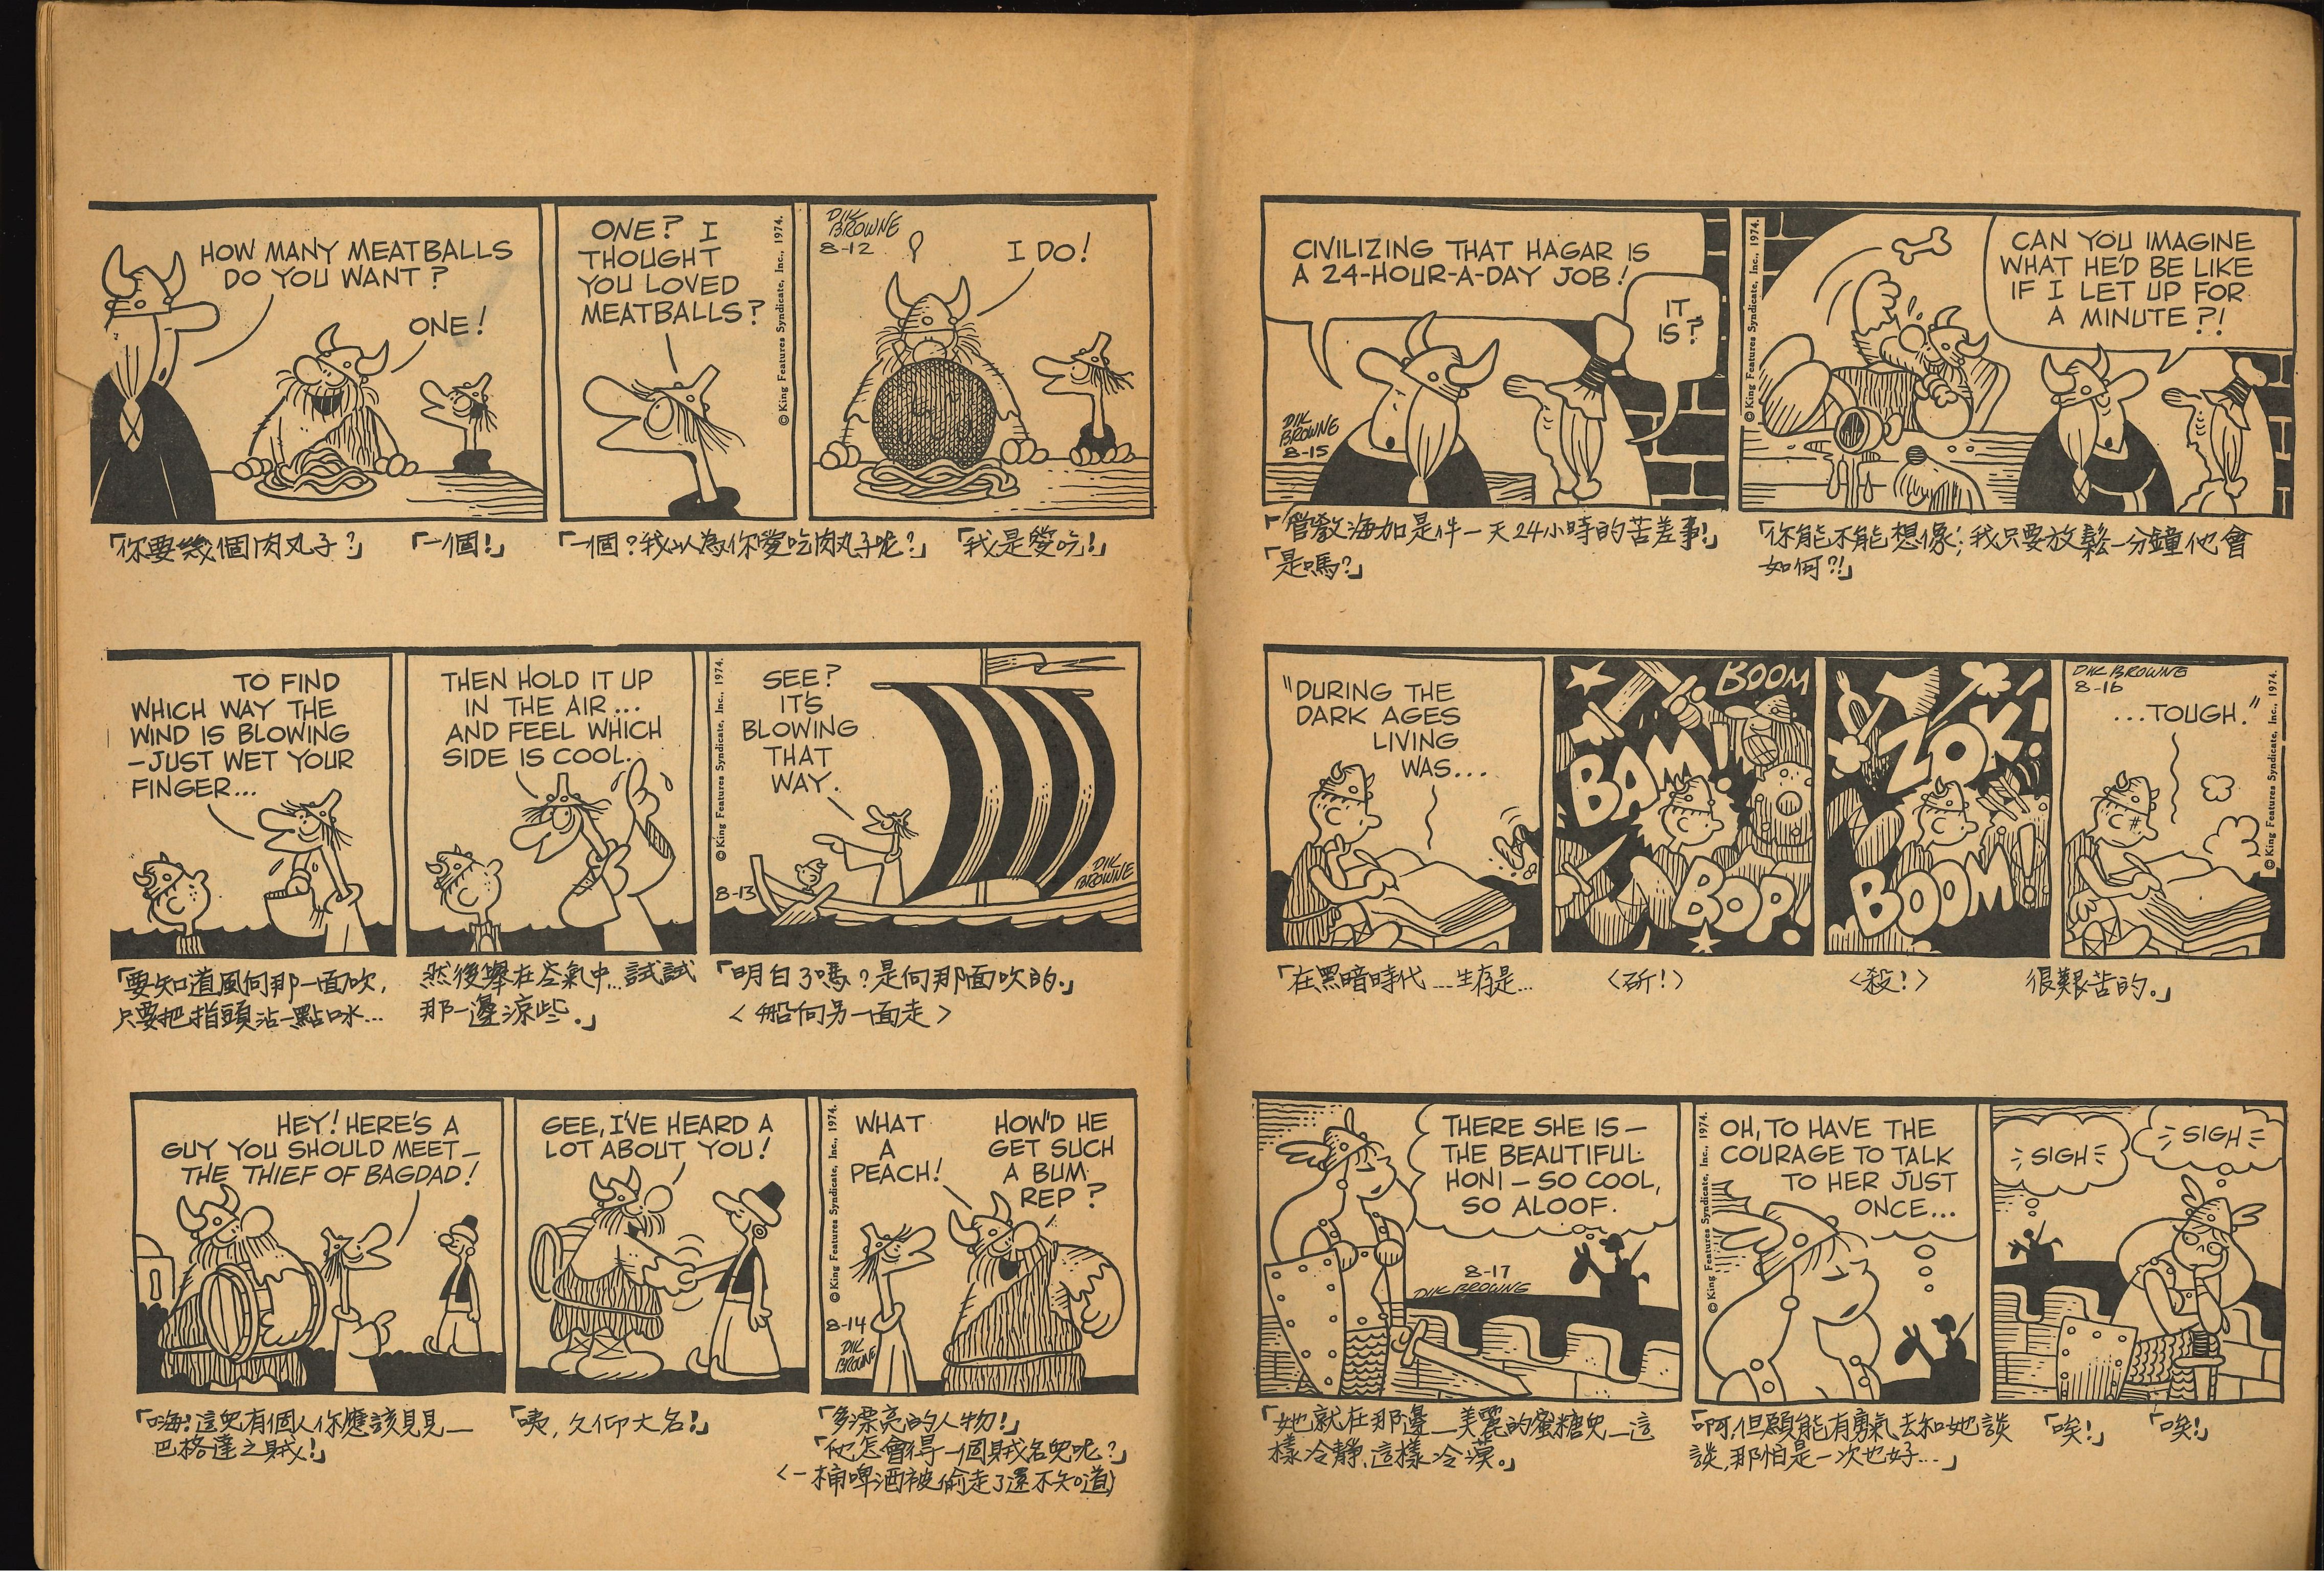 HOW MANY MEATBALLS
DO YOU WANT?
ONE!
ONE? I
THOUGHT
YOU LOVED
MEATBALLS?
© King Features Syndicate, Inc., 1974.
DIK
BROWNE
8-12
I DO!
「你要幾個肉丸子?」
「一個!」
「一個?我以為你愛吃肉丸子呢?」
「我是愛吃!」
TO FIND
WHICH WAY THE
WIND IS BLOWING
-JUST WET YOUR
FINGER...
THEN HOLD IT UP
IN THE AIR...
AND FEEL WHICH
SIDE IS COOL.
© King Features Syndicate, Inc., 1974.
SEE?
IT'S
BLOWING
THAT
WAY.
8-13
DIK
BROWNE
「要知道風向那一面吹,
只要把指頭沾一點口水...
然後舉在空氣中...試試
那一邊涼些。」
「明白了嗎?是向那面吹的。」
<船向另一面走>
HEY! HERE'S A
GUY YOU SHOULD MEET-
THE THIEF OF BAGDAD!
GEE, I'VE HEARD A
LOT ABOUT YOU!
© King Features Syndicate, Inc., 1974.
WHAT
A
PEACH!
HOW'D HE
GET SUCH
A BUM
REP?
8-14
DIK
BROWNE
「嗨!這兒有個人你應該見見—
巴格達之賊!」
「咦,久仰大名!」
「多漂亮的人物!」
「他怎會得一個賊名兒呢?」
<一桶啤酒被偷走了還不知道>
CIVILIZING THAT HAGAR IS
A 24-HOUR-A-DAY JOB!
IT
IS?
DIK
BROWNE
8-15
© King Features Syndicate, Inc., 1974.
CAN YOU IMAGINE
WHAT HE'D BE LIKE
IF I LET UP FOR
A MINUTE?!
「管教海加是件一天24小時的苦差事!」
「是嗎?」
「你能不能想像;我只要放鬆一分鐘他會
如何?!」
"DURING THE
DARK AGES
LIVING
WAS...
BOOM
BAM!
BOP!
ZOK!
BOOM!
DIK BROWNE
8-16
...TOUGH."
© King Features Syndicate, Inc., 1974.
「在黑暗時代...生存是...
<斫!>
<殺!>
很艱苦的。」
THERE SHE IS-
THE BEAUTIFUL
HONI-SO COOL,
SO ALOOF.
8-17
DIK BROWNE
© King Features Syndicate, Inc., 1974.
OH, TO HAVE THE
COURAGE TO TALK
TO HER JUST
ONCE...
SIGH
SIGH
「她就在那邊—美麗的蜜糖兒—這
樣冷靜,這樣冷漠。」
「啊,但願能有勇氣去和她談
談,那怕是一次也好...」
「唉!」
「唉!」